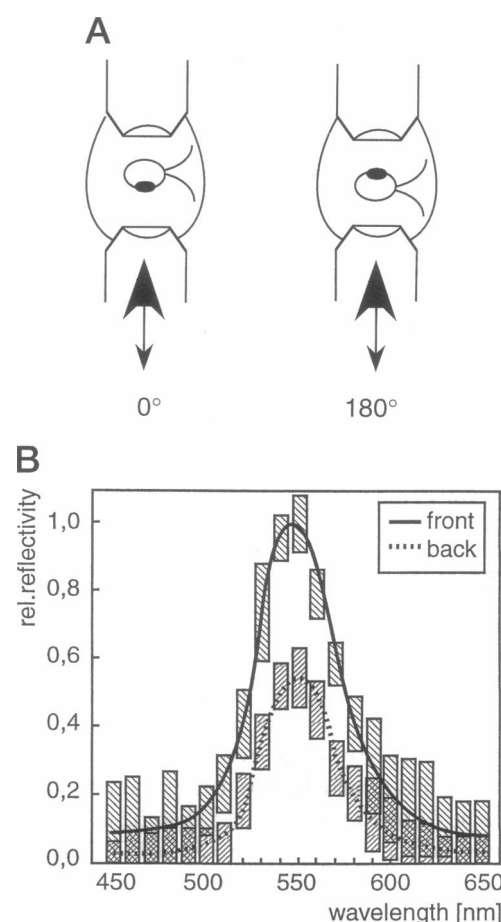 A
0° 180°
B
rel.reflectivity
1,0
0,8
0,6
0,4
0,2
0,0
front
back
450 500 550 600 650
wavelength [nm]